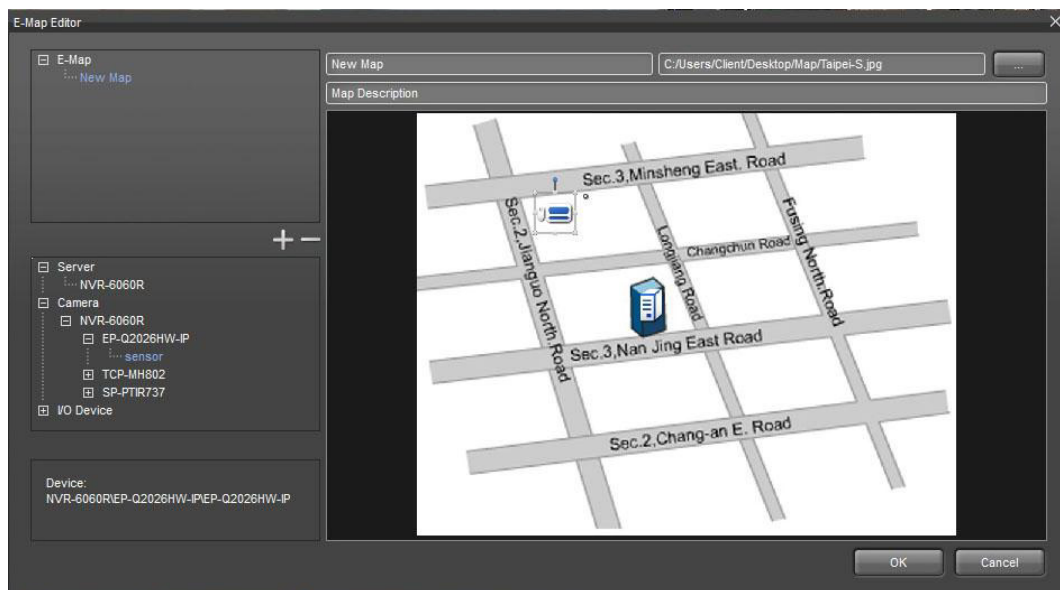 E-Map Editor
E-Map
New Map
New Map
C:/Users/Client/Desktop/Map/Taipei-S.jpg
...
Map Description
Sec.3,Minsheng East. Road
Sec.2,Jianguo North.Road
Longjiang Road
Fusing North.Road
Changchun Road
Sec.3,Nan Jing East Road
Sec.2,Chang-an E. Road
Server
NVR-6060R
Camera
NVR-6060R
EP-Q2026HW-IP
sensor
TCP-MH802
SP-PTIR737
I/O Device
Device:
NVR-6060R\EP-Q2026HW-IP\EP-Q2026HW-IP
OK
Cancel